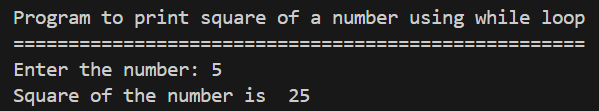 Program to print square of a number using while loop
====================================================
Enter the number: 5
Square of the number is  25